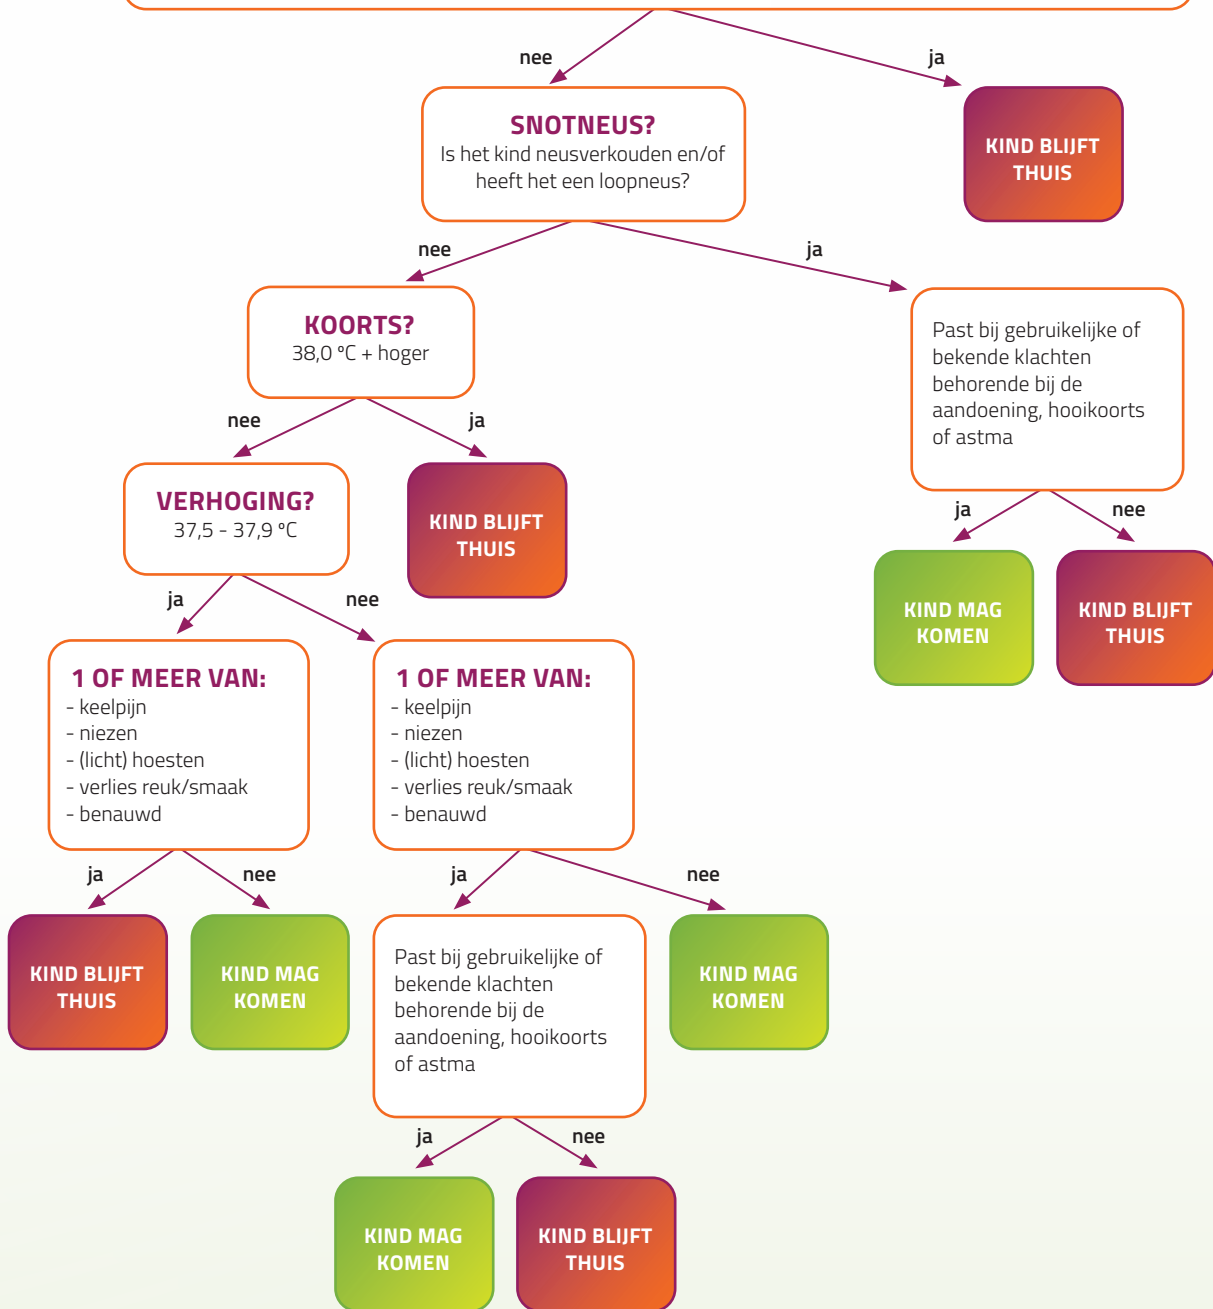 nee
ja
SNOTNEUS?
Is het kind neusverkouden en/of
heeft het een loopneus?
KIND BLIJFT
THUIS
nee
ja
KOORTS?
38,0 ºC + hoger
Past bij gebruikelijke of
bekende klachten
behorende bij de
aandoening, hooikoorts
of astma
nee
ja
VERHOGING?
37,5 - 37,9 ºC
KIND BLIJFT
THUIS
ja
nee
KIND MAG
KOMEN
KIND BLIJFT
THUIS
ja
nee
1 OF MEER VAN:
- keelpijn
- niezen
- (licht) hoesten
- verlies reuk/smaak
- benauwd
1 OF MEER VAN:
- keelpijn
- niezen
- (licht) hoesten
- verlies reuk/smaak
- benauwd
ja
nee
ja
nee
KIND BLIJFT
THUIS
KIND MAG
KOMEN
Past bij gebruikelijke of
bekende klachten
behorende bij de
aandoening, hooikoorts
of astma
KIND MAG
KOMEN
ja
nee
KIND MAG
KOMEN
KIND BLIJFT
THUIS